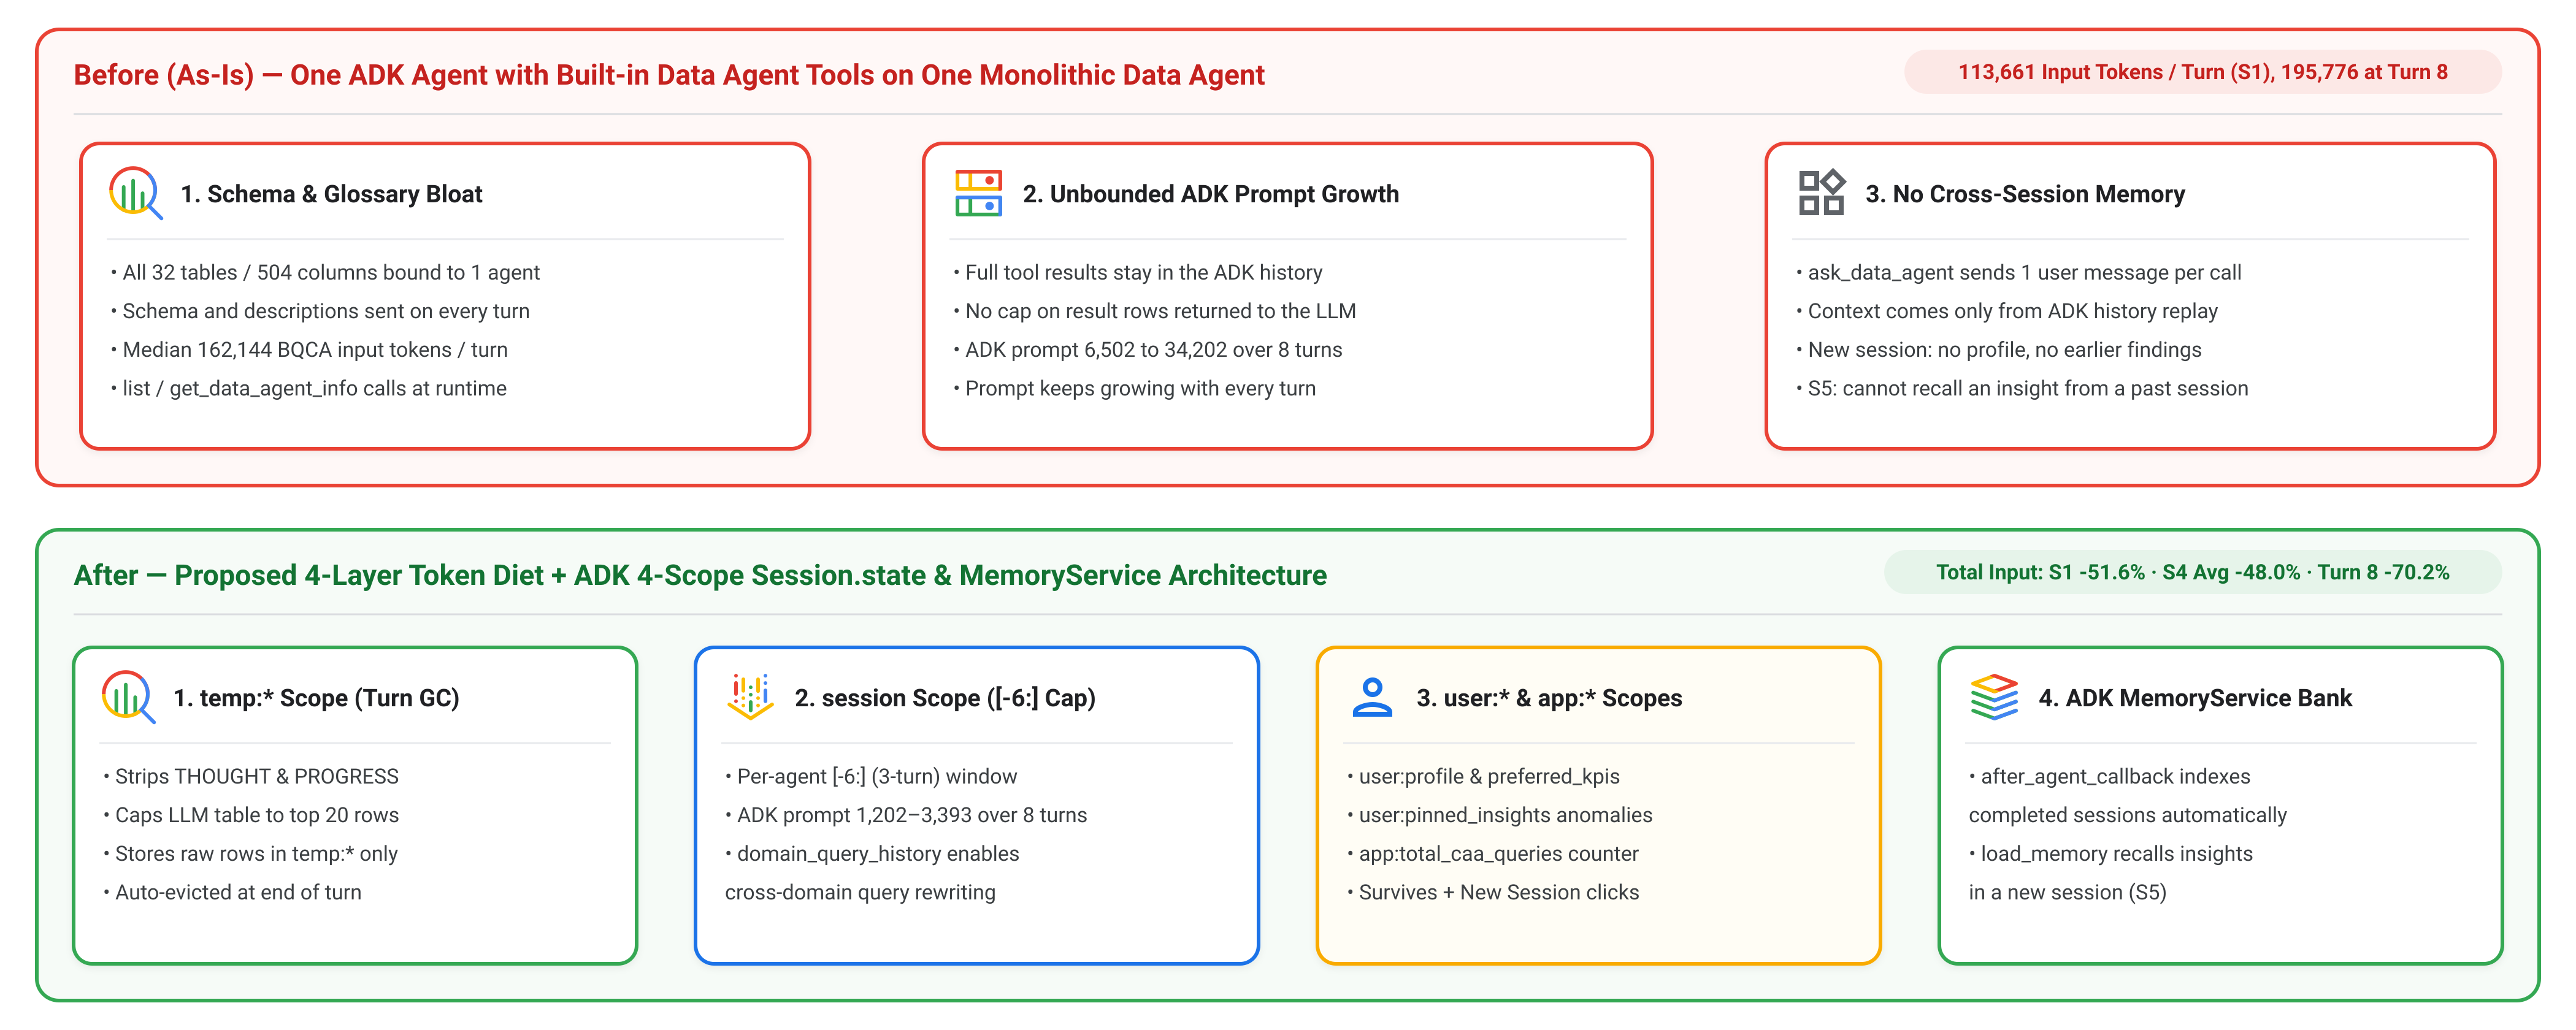 Before (As-Is) — One ADK Agent with Built-in Data Agent Tools on One Monolithic Data Agent
113,661 Input Tokens / Turn (S1), 195,776 at Turn 8
1. Schema & Glossary Bloat
• All 32 tables / 504 columns bound to 1 agent
• Schema and descriptions sent on every turn
• Median 162,144 BQCA input tokens / turn
• list / get_data_agent_info calls at runtime
2. Unbounded ADK Prompt Growth
• Full tool results stay in the ADK history
• No cap on result rows returned to the LLM
• ADK prompt 6,502 to 34,202 over 8 turns
• Prompt keeps growing with every turn
3. No Cross-Session Memory
• ask_data_agent sends 1 user message per call
• Context comes only from ADK history replay
• New session: no profile, no earlier findings
• S5: cannot recall an insight from a past session
After — Proposed 4-Layer Token Diet + ADK 4-Scope Session.state & MemoryService Architecture
Total Input: S1 -51.6% · S4 Avg -48.0% · Turn 8 -70.2%
1. temp:* Scope (Turn GC)
• Strips THOUGHT & PROGRESS
• Caps LLM table to top 20 rows
• Stores raw rows in temp:* only
• Auto-evicted at end of turn
2. session Scope ([-6:] Cap)
• Per-agent [-6:] (3-turn) window
• ADK prompt 1,202–3,393 over 8 turns
• domain_query_history enables
cross-domain query rewriting
3. user:* & app:* Scopes
• user:profile & preferred_kpis
• user:pinned_insights anomalies
• app:total_caa_queries counter
• Survives + New Session clicks
4. ADK MemoryService Bank
• after_agent_callback indexes
completed sessions automatically
• load_memory recalls insights
in a new session (S5)